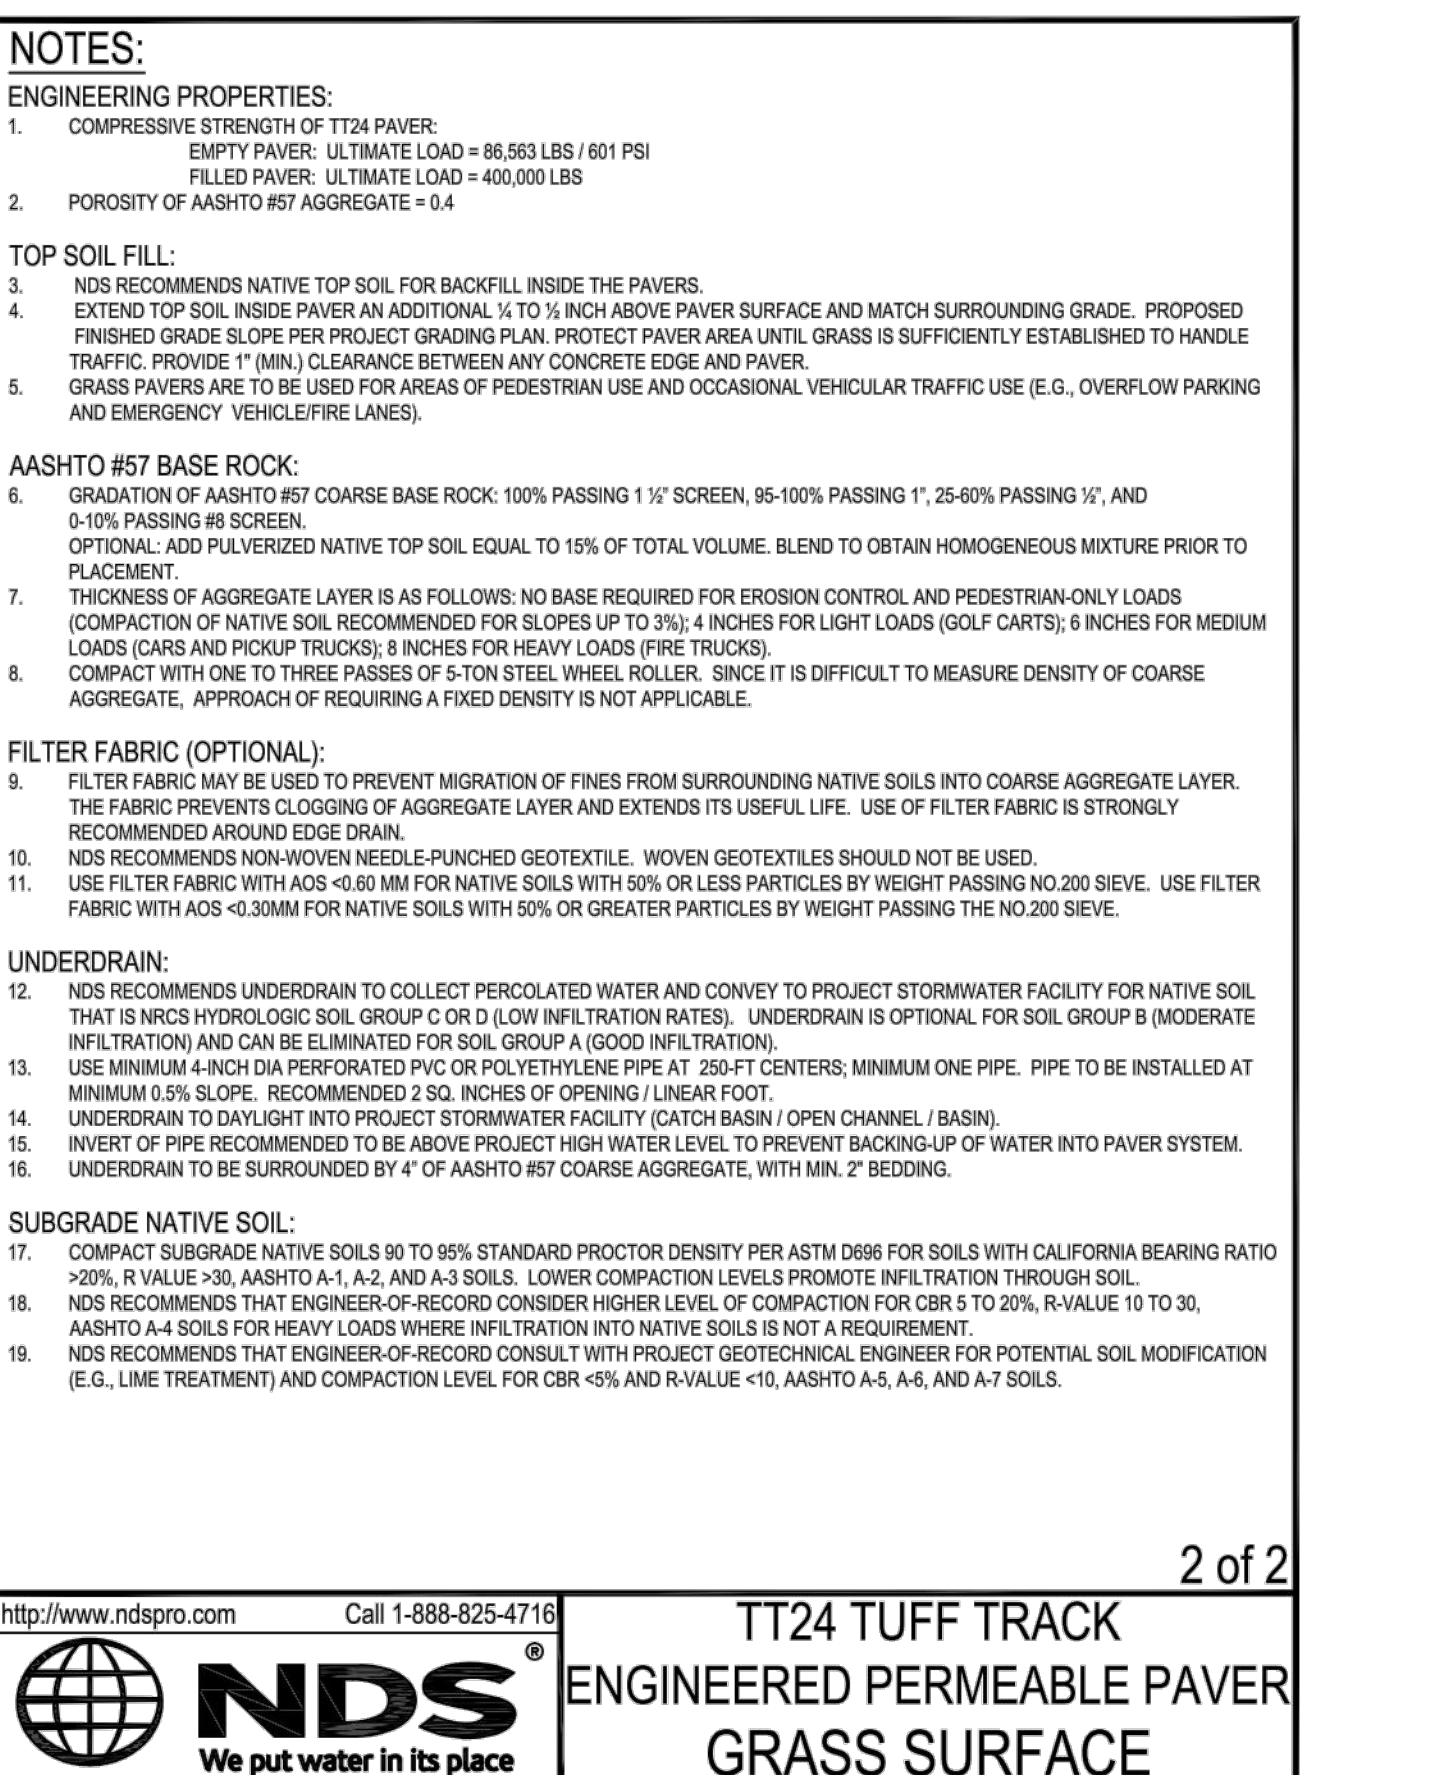 NOTES:
ENGINEERING PROPERTIES:
1. COMPRESSIVE STRENGTH OF TT24 PAVER:
EMPTY PAVER: ULTIMATE LOAD = 86,563 LBS / 601 PSI
FILLED PAVER: ULTIMATE LOAD = 400,000 LBS
2. POROSITY OF AASHTO #57 AGGREGATE = 0.4
TOP SOIL FILL:
3. NDS RECOMMENDS NATIVE TOP SOIL FOR BACKFILL INSIDE THE PAVERS.
4. EXTEND TOP SOIL INSIDE PAVER AN ADDITIONAL ¼ TO ½ INCH ABOVE PAVER SURFACE AND MATCH SURROUNDING GRADE. PROPOSED
FINISHED GRADE SLOPE PER PROJECT GRADING PLAN. PROTECT PAVER AREA UNTIL GRASS IS SUFFICIENTLY ESTABLISHED TO HANDLE
TRAFFIC. PROVIDE 1" (MIN.) CLEARANCE BETWEEN ANY CONCRETE EDGE AND PAVER.
5. GRASS PAVERS ARE TO BE USED FOR AREAS OF PEDESTRIAN USE AND OCCASIONAL VEHICULAR TRAFFIC USE (E.G., OVERFLOW PARKING
AND EMERGENCY VEHICLE/FIRE LANES).
AASHTO #57 BASE ROCK:
6. GRADATION OF AASHTO #57 COARSE BASE ROCK: 100% PASSING 1 ½” SCREEN, 95-100% PASSING 1”, 25-60% PASSING ½”, AND
0-10% PASSING #8 SCREEN.
OPTIONAL: ADD PULVERIZED NATIVE TOP SOIL EQUAL TO 15% OF TOTAL VOLUME. BLEND TO OBTAIN HOMOGENEOUS MIXTURE PRIOR TO
PLACEMENT.
7. THICKNESS OF AGGREGATE LAYER IS AS FOLLOWS: NO BASE REQUIRED FOR EROSION CONTROL AND PEDESTRIAN-ONLY LOADS
(COMPACTION OF NATIVE SOIL RECOMMENDED FOR SLOPES UP TO 3%); 4 INCHES FOR LIGHT LOADS (GOLF CARTS); 6 INCHES FOR MEDIUM
LOADS (CARS AND PICKUP TRUCKS); 8 INCHES FOR HEAVY LOADS (FIRE TRUCKS).
8. COMPACT WITH ONE TO THREE PASSES OF 5-TON STEEL WHEEL ROLLER. SINCE IT IS DIFFICULT TO MEASURE DENSITY OF COARSE
AGGREGATE, APPROACH OF REQUIRING A FIXED DENSITY IS NOT APPLICABLE.
FILTER FABRIC (OPTIONAL):
9. FILTER FABRIC MAY BE USED TO PREVENT MIGRATION OF FINES FROM SURROUNDING NATIVE SOILS INTO COARSE AGGREGATE LAYER.
THE FABRIC PREVENTS CLOGGING OF AGGREGATE LAYER AND EXTENDS ITS USEFUL LIFE. USE OF FILTER FABRIC IS STRONGLY
RECOMMENDED AROUND EDGE DRAIN.
10. NDS RECOMMENDS NON-WOVEN NEEDLE-PUNCHED GEOTEXTILE. WOVEN GEOTEXTILES SHOULD NOT BE USED.
11. USE FILTER FABRIC WITH AOS <0.60 MM FOR NATIVE SOILS WITH 50% OR LESS PARTICLES BY WEIGHT PASSING NO.200 SIEVE. USE FILTER
FABRIC WITH AOS <0.30MM FOR NATIVE SOILS WITH 50% OR GREATER PARTICLES BY WEIGHT PASSING THE NO.200 SIEVE.
UNDERDRAIN:
12. NDS RECOMMENDS UNDERDRAIN TO COLLECT PERCOLATED WATER AND CONVEY TO PROJECT STORMWATER FACILITY FOR NATIVE SOIL
THAT IS NRCS HYDROLOGIC SOIL GROUP C OR D (LOW INFILTRATION RATES). UNDERDRAIN IS OPTIONAL FOR SOIL GROUP B (MODERATE
INFILTRATION) AND CAN BE ELIMINATED FOR SOIL GROUP A (GOOD INFILTRATION).
13. USE MINIMUM 4-INCH DIA PERFORATED PVC OR POLYETHYLENE PIPE AT 250-FT CENTERS; MINIMUM ONE PIPE. PIPE TO BE INSTALLED AT
MINIMUM 0.5% SLOPE. RECOMMENDED 2 SQ. INCHES OF OPENING / LINEAR FOOT.
14. UNDERDRAIN TO DAYLIGHT INTO PROJECT STORMWATER FACILITY (CATCH BASIN / OPEN CHANNEL / BASIN).
15. INVERT OF PIPE RECOMMENDED TO BE ABOVE PROJECT HIGH WATER LEVEL TO PREVENT BACKING-UP OF WATER INTO PAVER SYSTEM.
16. UNDERDRAIN TO BE SURROUNDED BY 4” OF AASHTO #57 COARSE AGGREGATE, WITH MIN. 2" BEDDING.
SUBGRADE NATIVE SOIL:
17. COMPACT SUBGRADE NATIVE SOILS 90 TO 95% STANDARD PROCTOR DENSITY PER ASTM D696 FOR SOILS WITH CALIFORNIA BEARING RATIO
>20%, R VALUE >30, AASHTO A-1, A-2, AND A-3 SOILS. LOWER COMPACTION LEVELS PROMOTE INFILTRATION THROUGH SOIL.
18. NDS RECOMMENDS THAT ENGINEER-OF-RECORD CONSIDER HIGHER LEVEL OF COMPACTION FOR CBR 5 TO 20%, R-VALUE 10 TO 30,
AASHTO A-4 SOILS FOR HEAVY LOADS WHERE INFILTRATION INTO NATIVE SOILS IS NOT A REQUIREMENT.
19. NDS RECOMMENDS THAT ENGINEER-OF-RECORD CONSULT WITH PROJECT GEOTECHNICAL ENGINEER FOR POTENTIAL SOIL MODIFICATION
(E.G., LIME TREATMENT) AND COMPACTION LEVEL FOR CBR <5% AND R-VALUE <10, AASHTO A-5, A-6, AND A-7 SOILS.
2 of 2
http://www.ndspro.com Call 1-888-825-4716
NDS®
We put water in its place
TT24 TUFF TRACK
ENGINEERED PERMEABLE PAVER
GRASS SURFACE